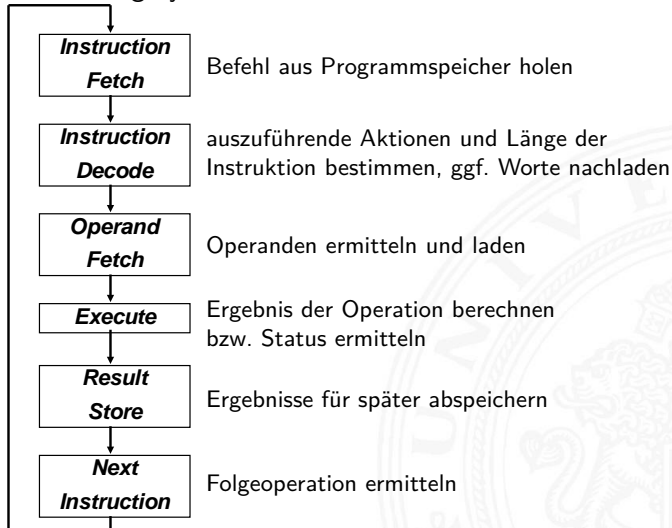 Instruction
Fetch
Befehl aus Programmspeicher holen
Instruction
Decode
auszuführende Aktionen und Länge der
Instruktion bestimmen, ggf. Worte nachladen
Operand
Fetch
Operanden ermitteln und laden
Execute
Ergebnis der Operation berechnen
bzw. Status ermitteln
Result
Store
Ergebnisse für später abspeichern
Next
Instruction
Folgeoperation ermitteln